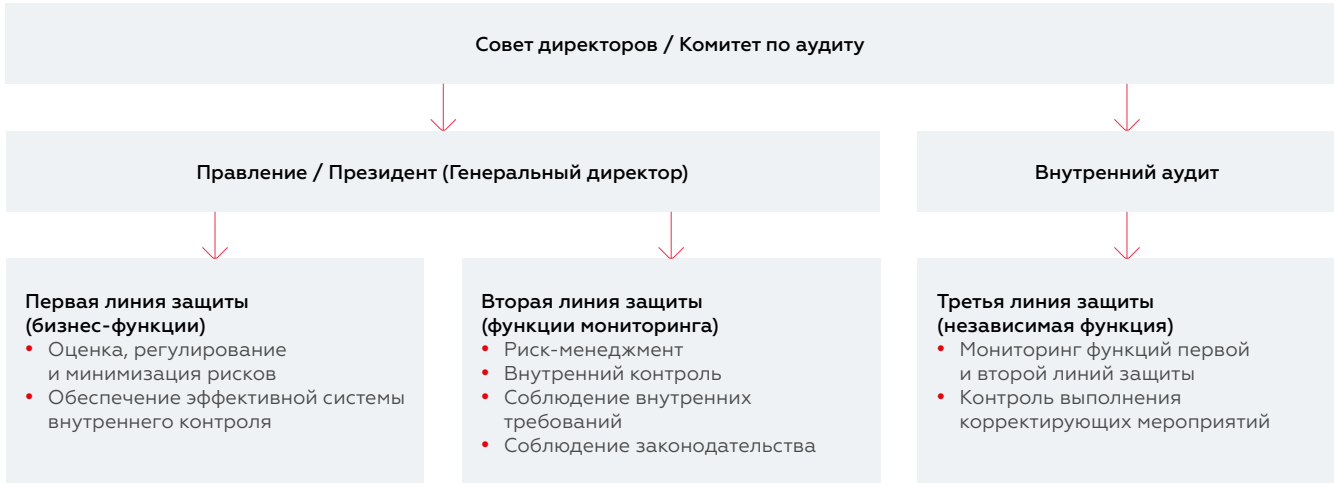 Совет директоров / Комитет по аудиту
Правление / Президент (Генеральный директор)
Внутренний аудит
Первая линия защиты
(бизнес-функции)
• Оценка, регулирование
и минимизация рисков
• Обеспечение эффективной системы
внутреннего контроля
Вторая линия защиты
(функции мониторинга)
• Риск-менеджмент
• Внутренний контроль
• Соблюдение внутренних
требований
• Соблюдение законодательства
Третья линия защиты
(независимая функция)
• Мониторинг функций первой
и второй линий защиты
• Контроль выполнения
корректирующих мероприятий